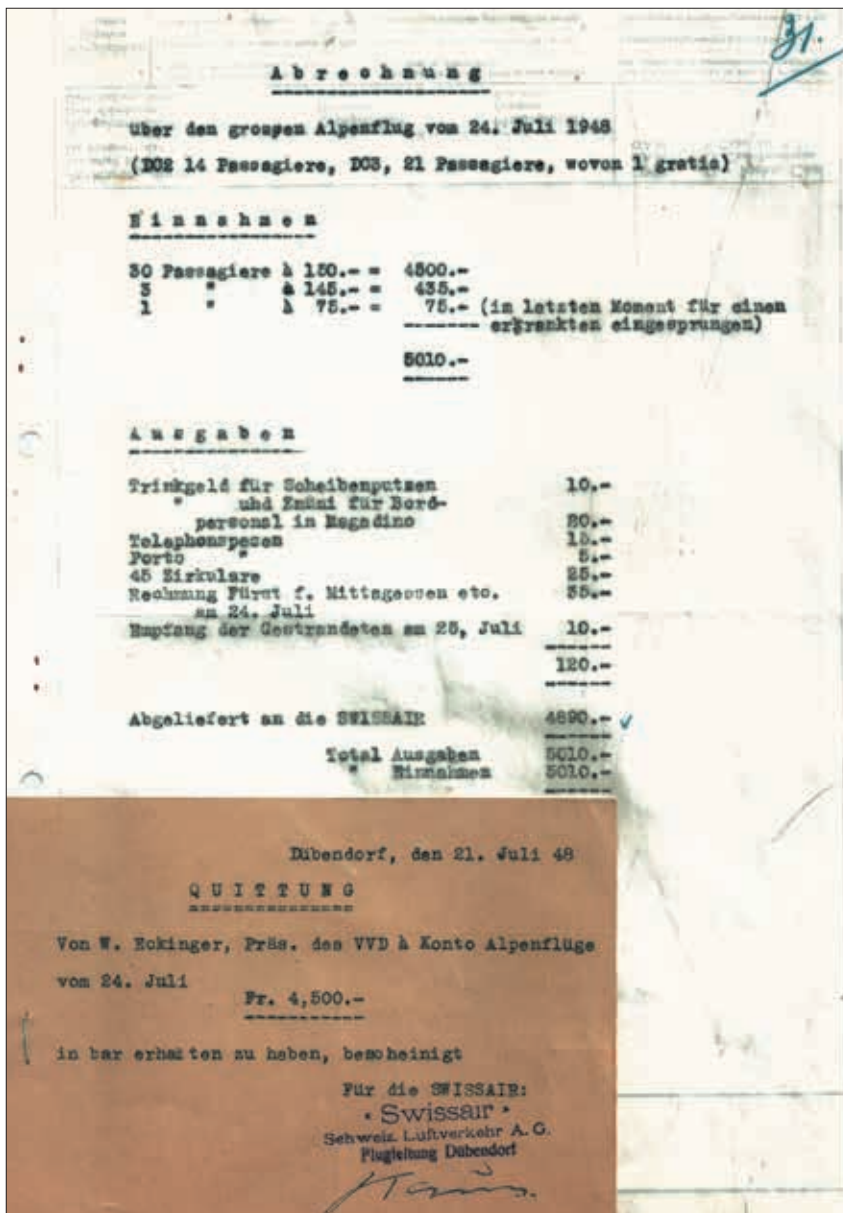 31.
Abrechnung
über den grossen Alpenflug vom 24. Juli 1948
(DC2 14 Passagiere, DC3, 21 Passagiere, wovon 1 gratis)
Einnahmen
30 Passagiere à 150.- = 4500.-
3 " à 145.- = 435.-
1 " à 75.- = 75.- (im letzten Moment für einen
erkrankten eingesprungen)
5010.-
Ausgaben
Trinkgeld für Scheibenputzen 10.-
" und Znüni für Bord-
personal in Magadino 20.-
Telephonspesen 15.-
Porto " 5.-
45 Zirkulare 25.-
Rechnung Fürst f. Mittagessen etc. 35.-
am 24. Juli
Empfang der Gestrandeten am 25, Juli 10.-
120.-
Abgeliefert an die SWISSAIR 4890.-
Total Ausgaben 5010.-
" Einnahmen 5010.-
Dübendorf, den 21. Juli 48
QUITTUNG
Von W. Eckinger, Präs. des VVD à Konto Alpenflüge
vom 24. Juli
Fr. 4,500.-
in bar erhalten zu haben, bescheinigt
Für die SWISSAIR:
• Swissair •
Schweiz. Luftverkehr A. G.
Flugleitung Dübendorf